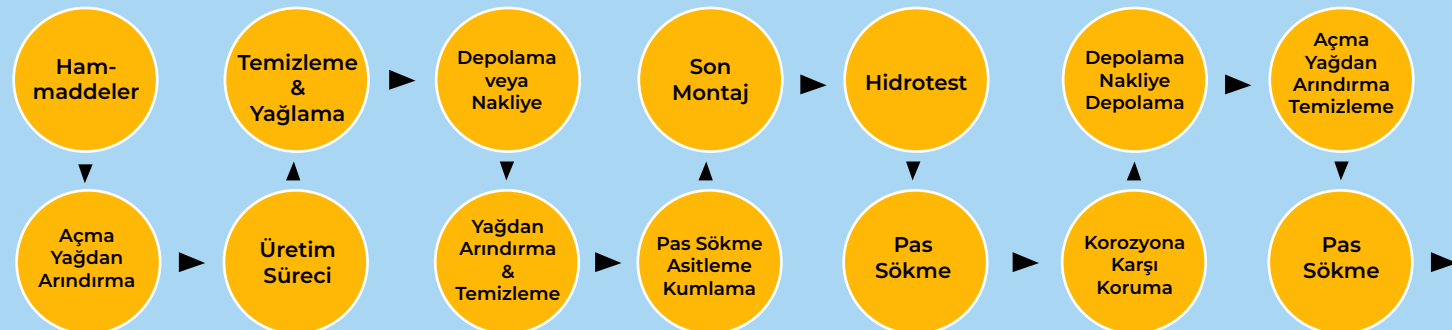 Ham-
maddeler
Açma
Yağdan
Arındırma
Üretim
Süreci
Temizleme
&
Yağlama
Depolama
veya
Nakliye
Yağdan
Arındırma
&
Temizleme
Pas Sökme
Asitleme
Kumlama
Son
Montaj
Hidrotest
Pas
Sökme
Korozyona
Karşı
Koruma
Depolama
Nakliye
Depolama
Açma
Yağdan
Arındırma
Temizleme
Pas
Sökme